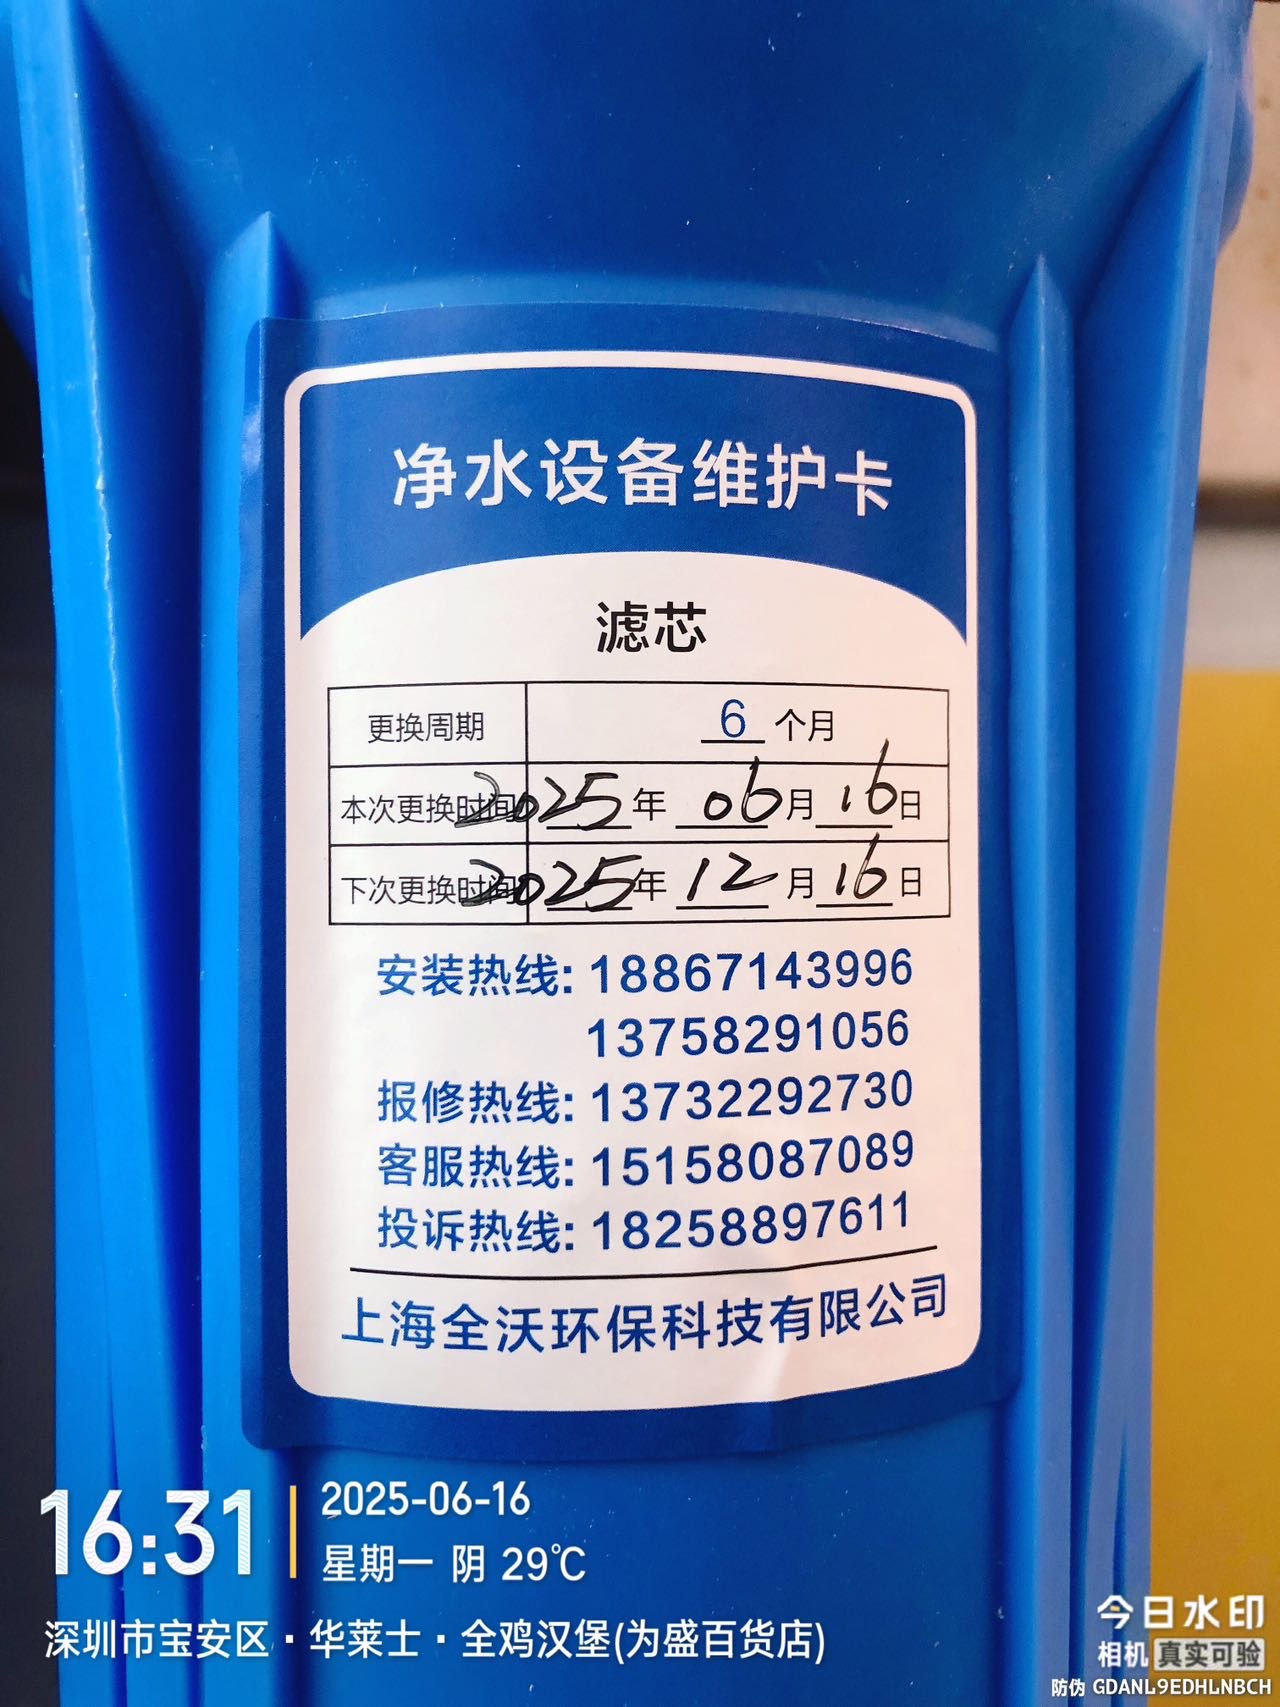 净水设备维护卡
滤芯
更换周期 6 个月
本次更换时间 2025 年 06 月 16 日
下次更换时间 2025 年 12 月 16 日
安装热线: 18867143996
13758291056
报修热线: 13732292730
客服热线: 15158087089
投诉热线: 18258897611
上海全沃环保科技有限公司
16:31
2025-06-16
星期一 阴 29℃
深圳市宝安区·华莱士·全鸡汉堡(为盛百货店)
今日水印
相机 真实可验
防伪 GDANL9EDHLNBCH